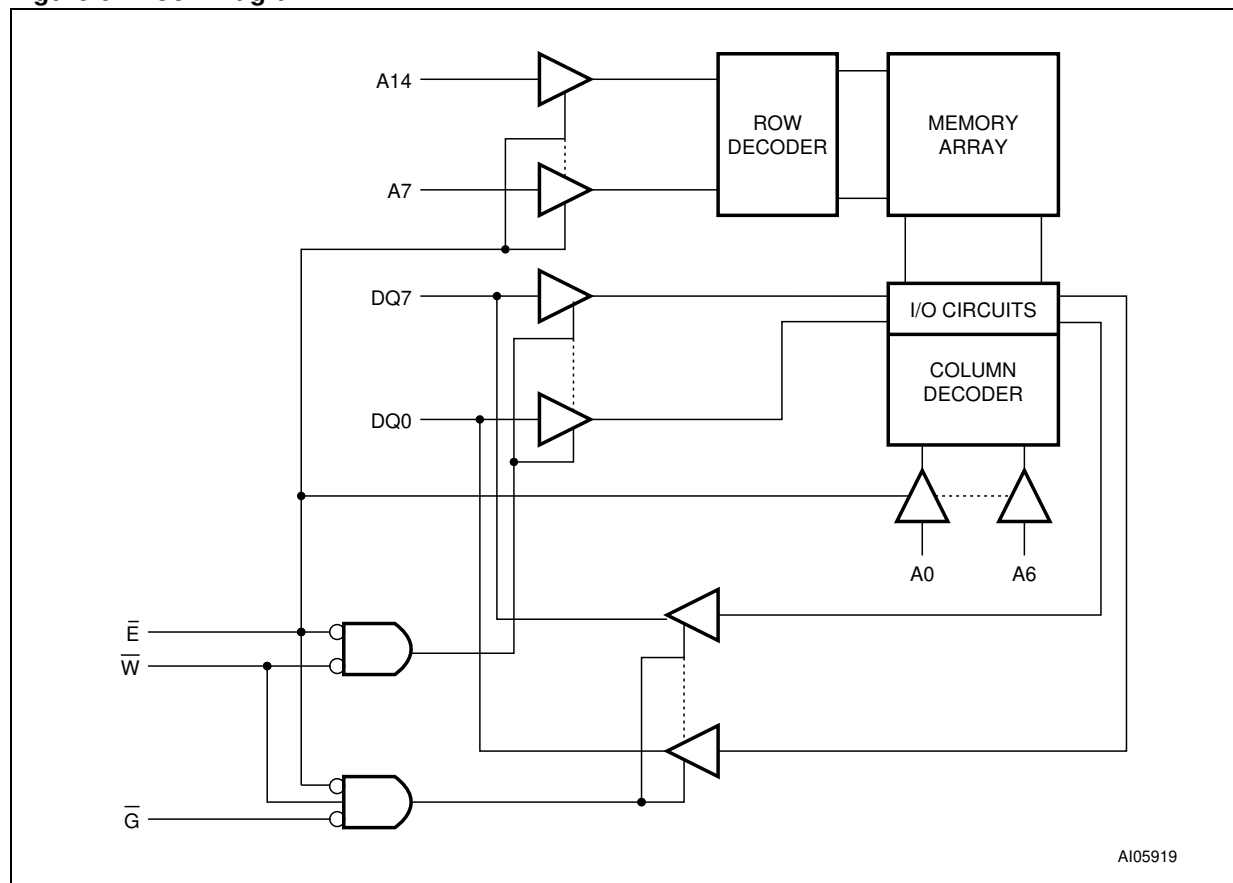 A14
ROW
DECODER
MEMORY
ARRAY
A7
DQ7
I/O CIRCUITS
COLUMN
DECODER
DQ0
A0
A6
E̅
W̅
G̅
AI05919